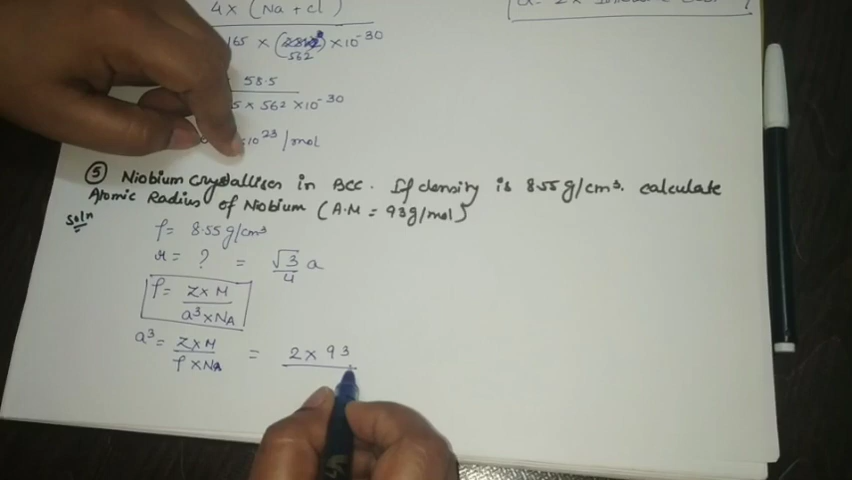 4 × (Na + Cl)
165 × ( 562 ) × 10⁻³⁰
58.5
5 × 562 × 10⁻³⁰
×10²³ /mol
⑤ Niobium crystallises in BCC. If density is 8.55 g/cm³. calculate
Atomic Radius of Niobium (A.M = 93g/mol)
Soln
ρ = 8.55 g/cm³
r = ? = √3/4 a
ρ = Z×M / a³×NA
a³ = Z×M / ρ×NA = 2 × 93